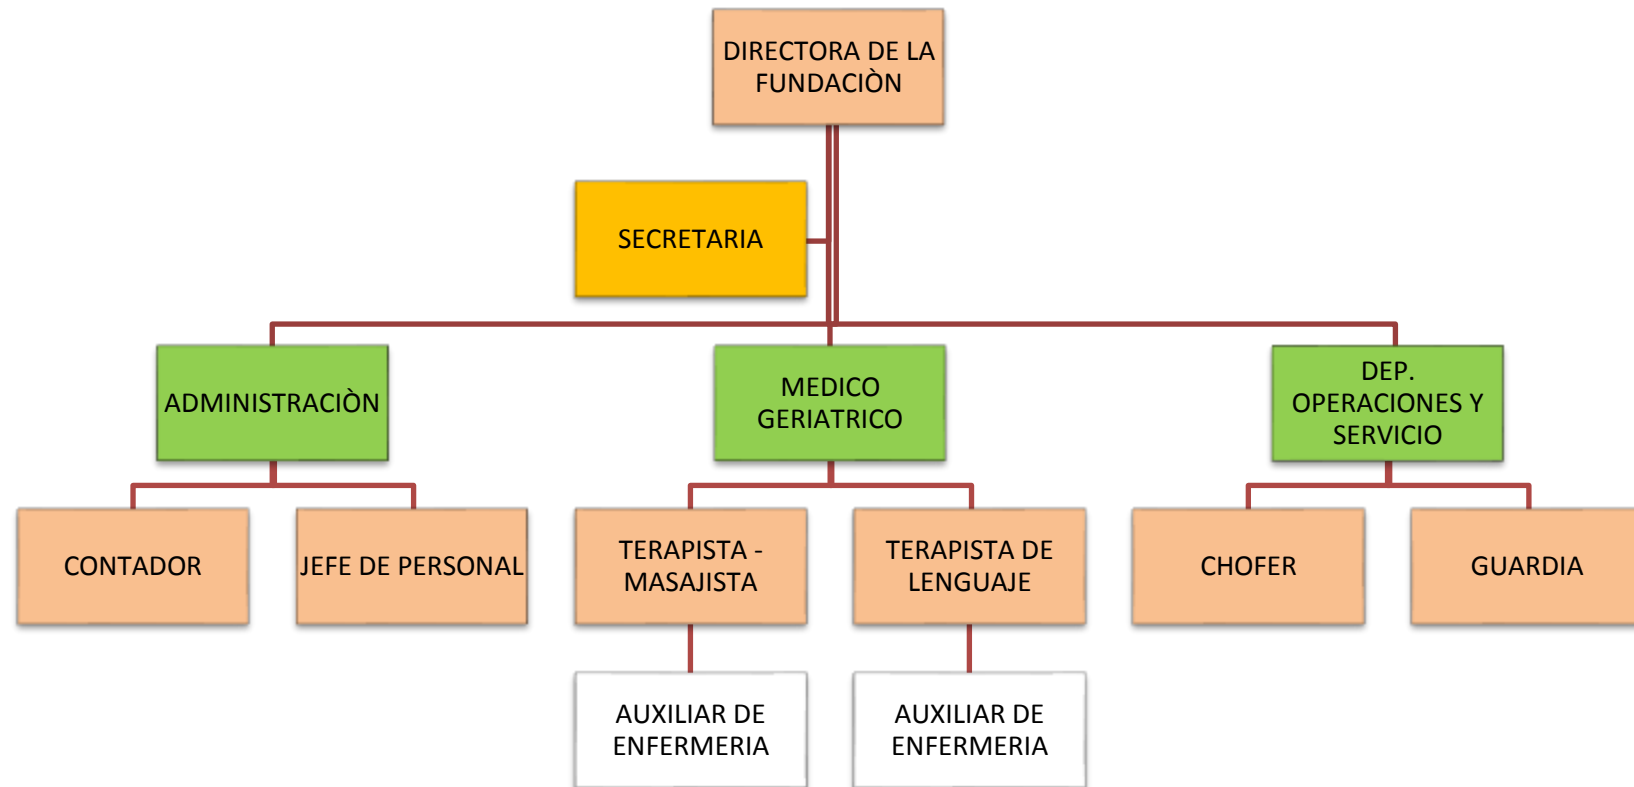 DIRECTORA DE LA
FUNDACIÒN
SECRETARIA
ADMINISTRACIÒN
MEDICO
GERIATRICO
DEP.
OPERACIONES Y
SERVICIO
CONTADOR
JEFE DE PERSONAL
TERAPISTA -
MASAJISTA
TERAPISTA DE
LENGUAJE
CHOFER
GUARDIA
AUXILIAR DE
ENFERMERIA
AUXILIAR DE
ENFERMERIA